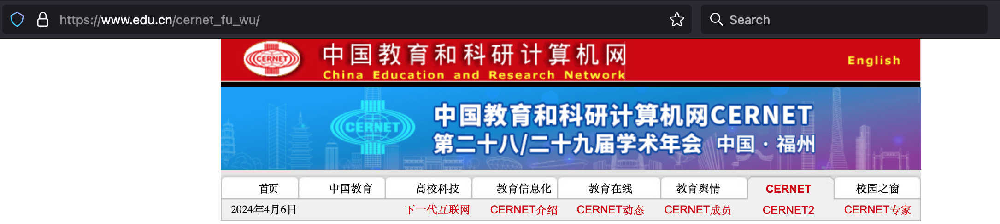 https://www.edu.cn/cernet_fu_wu/
Search
CERNET
中国教育和科研计算机网
China Education and Research Network
English
CERNET
中国教育和科研计算机网CERNET
第二十八/二十九届学术年会 中国·福州
首页 中国教育 高校科技 教育信息化 教育在线 教育舆情 CERNET 校园之窗
2024年4月6日 下一代互联网 CERNET介绍 CERNET动态 CERNET成员 CERNET2 CERNET专家